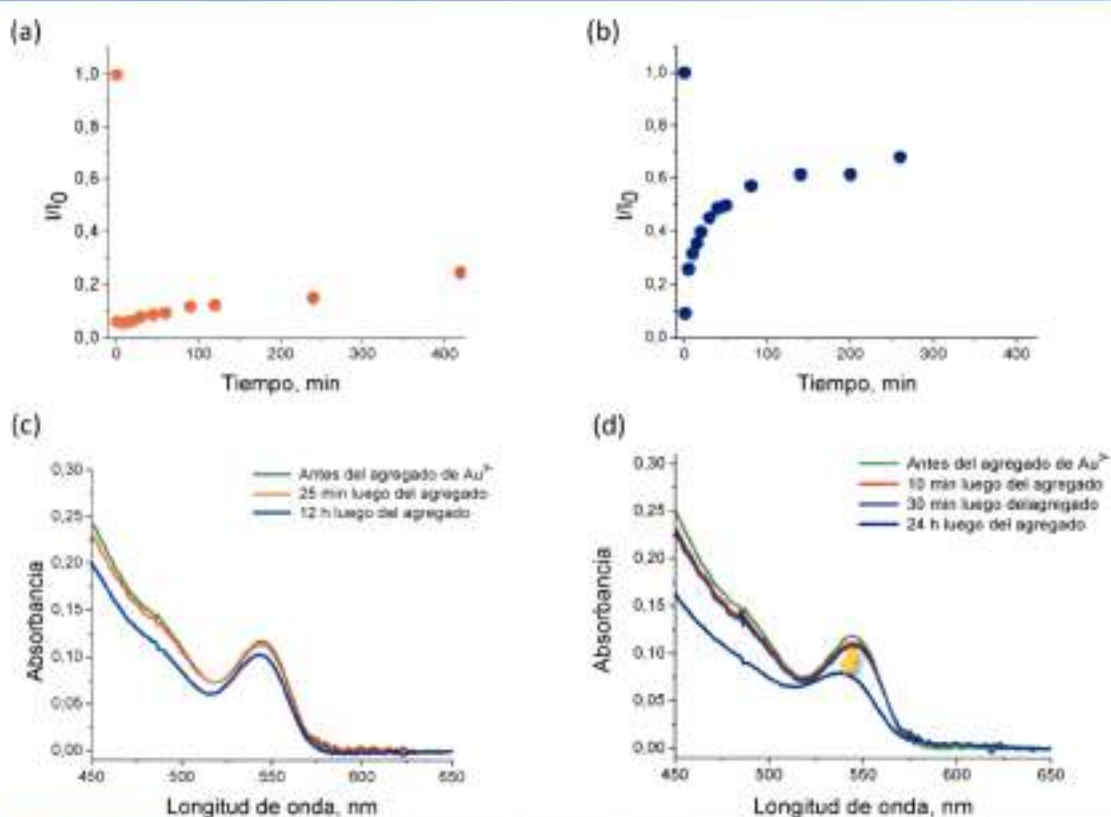 (a)
1,0
0,8
0,6
0,4
0,2
0,0
I/I0
0
100
200
300
400
Tiempo, min
(b)
1,0
0,8
0,6
0,4
0,2
0,0
I/I0
0
100
200
300
400
Tiempo, min
(c)
0,30
0,25
0,20
0,15
0,10
0,05
0,00
Absorbancia
Antes del agregado de Au³⁺
25 min luego del agregado
12 h luego del agregado
450
500
550
600
650
Longitud de onda, nm
(d)
0,30
0,25
0,20
0,15
0,10
0,05
0,00
Absorbancia
Antes del agregado de Au³⁺
10 min luego del agregado
30 min luego delagregado
24 h luego del agregado
450
500
550
600
650
Longitud de onda, nm